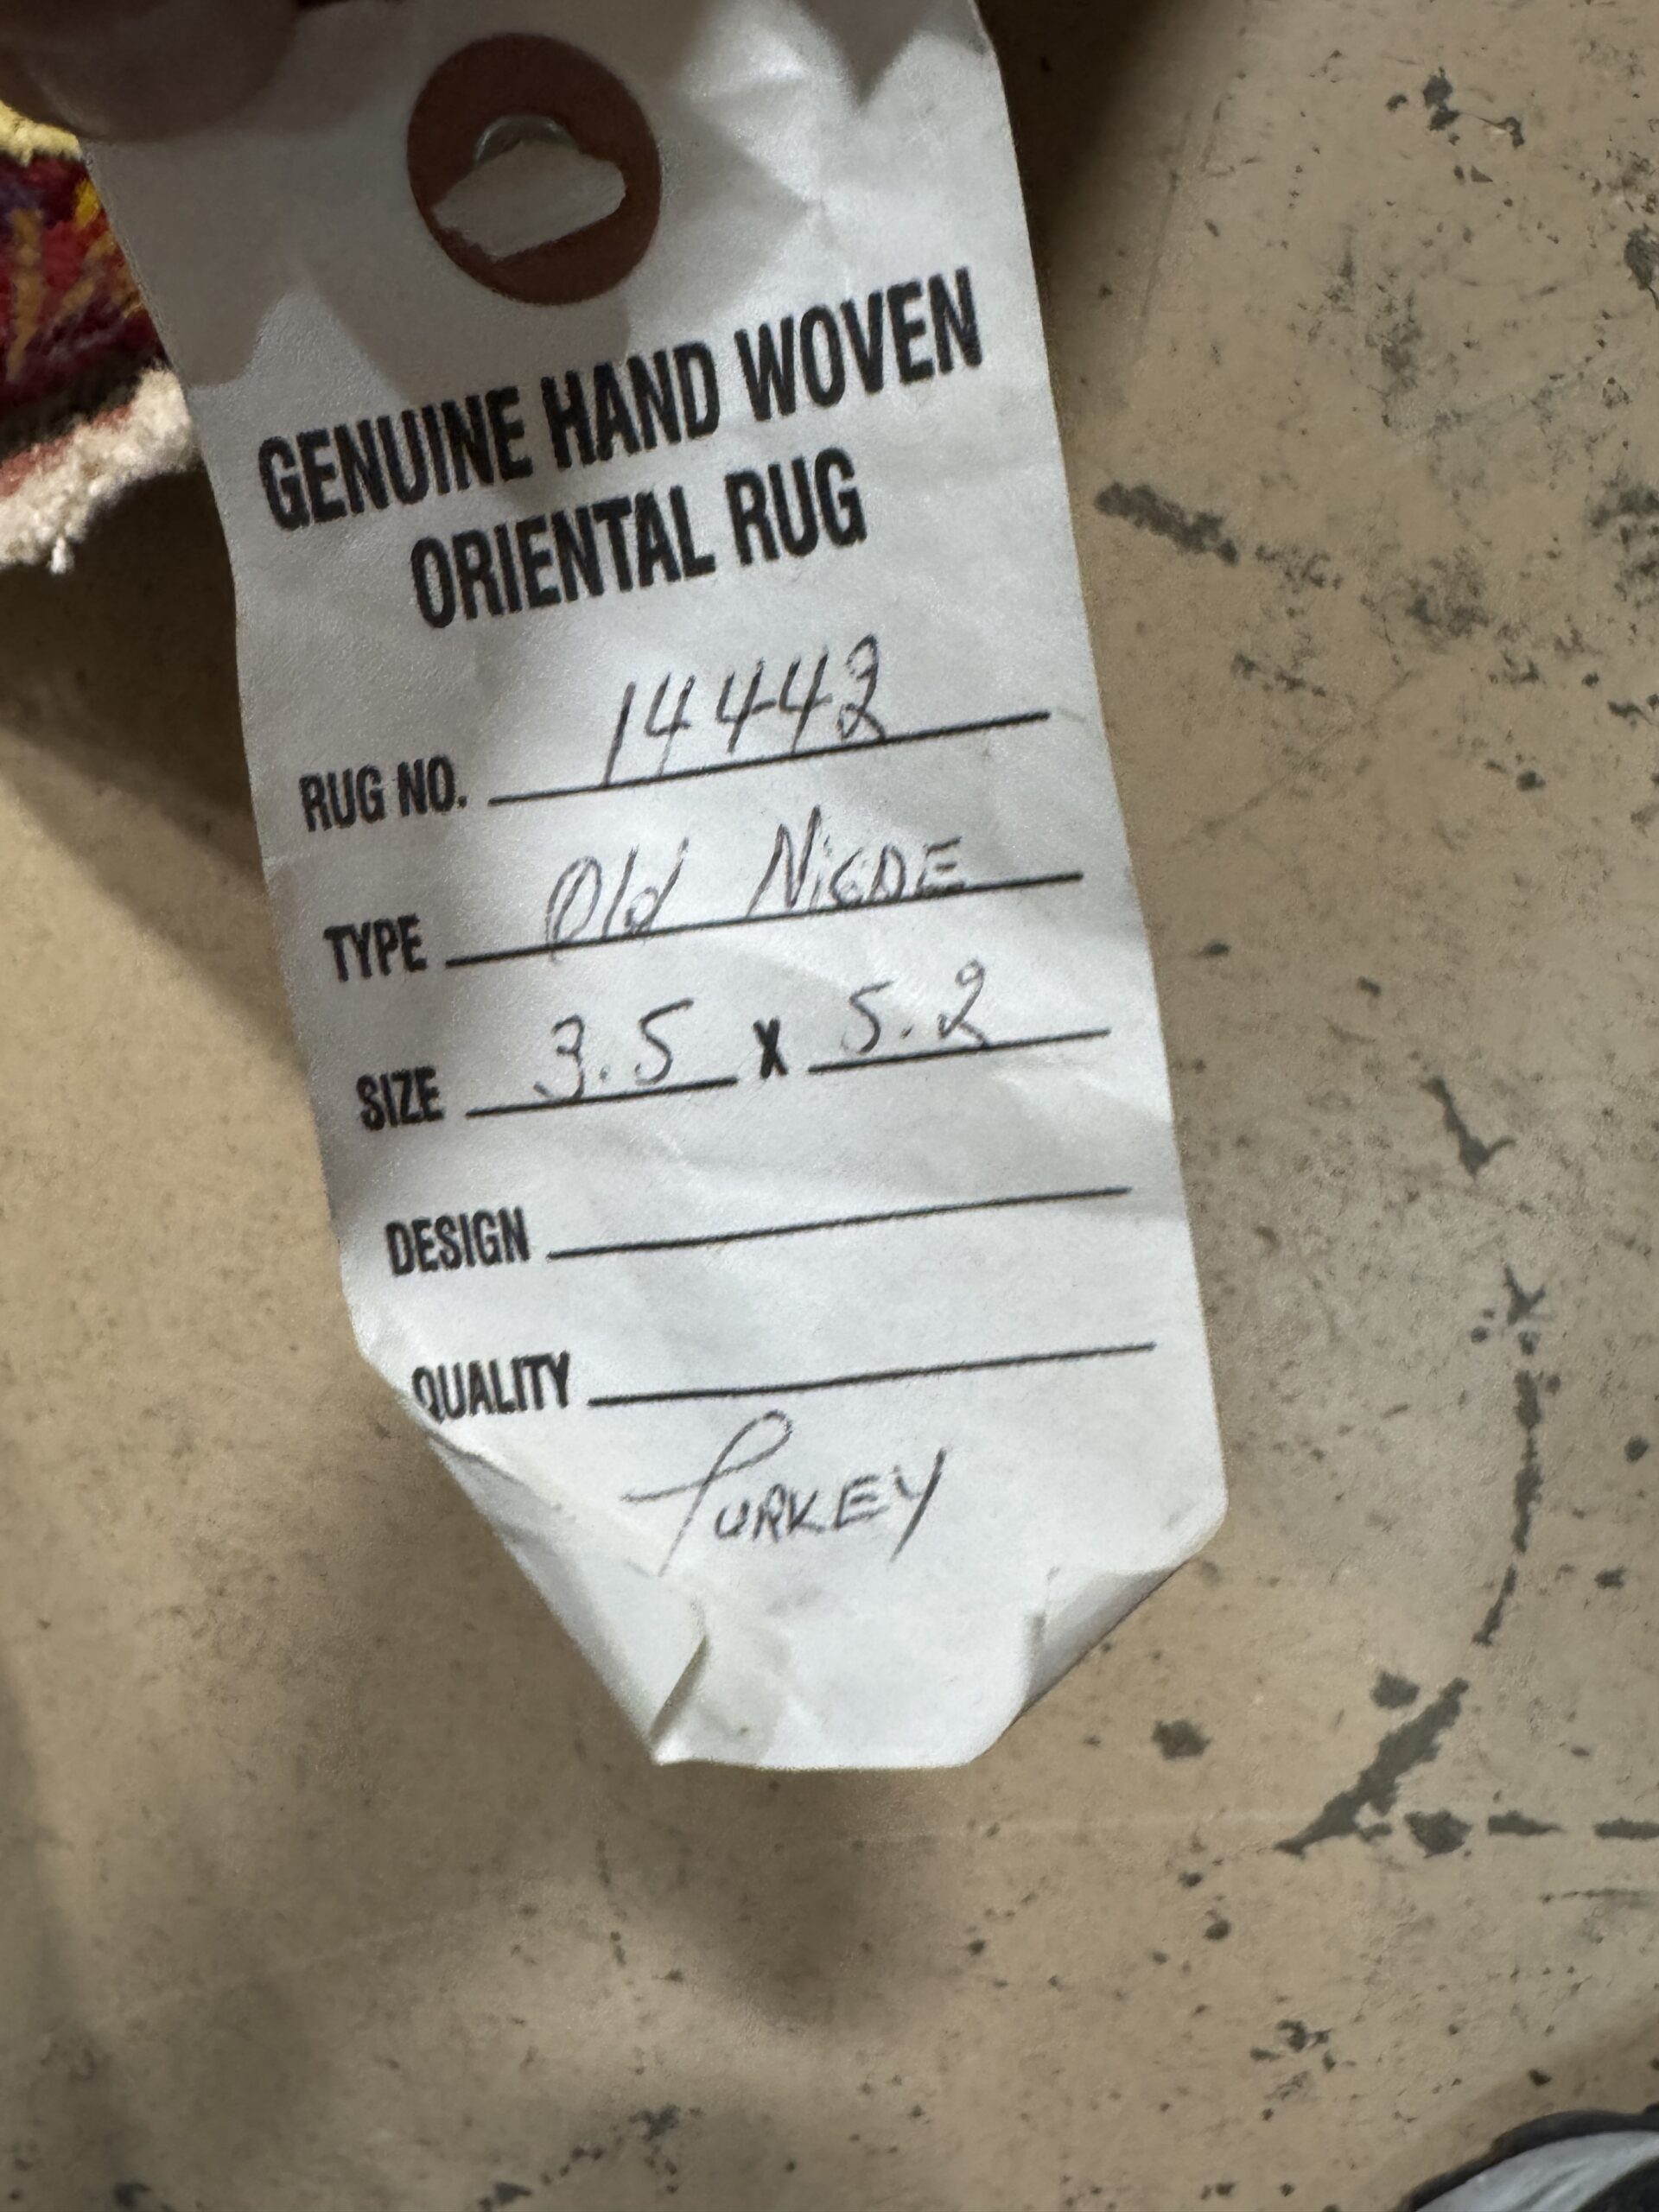 GENUINE HAND WOVEN
ORIENTAL RUG
RUG NO. 14442
TYPE Old NIGDE
SIZE 3.5 X 5.2
DESIGN
QUALITY
TURKEY